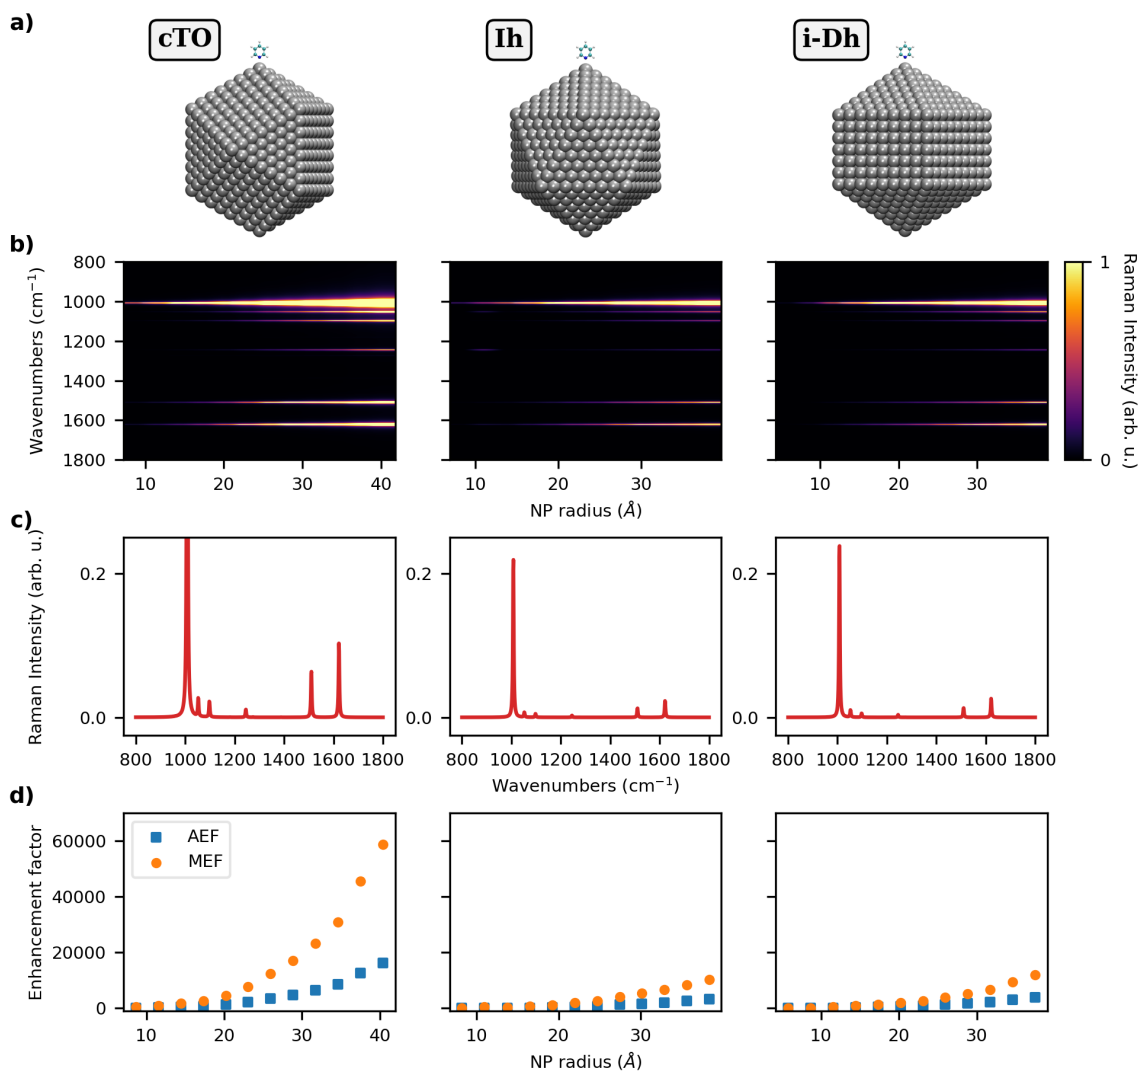 a)
cTO
Ih
i-Dh
b)
Wavenumbers (cm⁻¹)
800
1000
1200
1400
1600
1800
10 20 30 40
10 20 30
10 20 30
NP radius (Å)
1
0
Raman Intensity (arb. u.)
c)
Raman Intensity (arb. u.)
0.2
0.0
800 1000 1200 1400 1600 1800
0.2
0.0
800 1000 1200 1400 1600 1800
0.2
0.0
800 1000 1200 1400 1600 1800
Wavenumbers (cm⁻¹)
d)
Enhancement factor
60000
40000
20000
0
AEF
MEF
10 20 30 40
10 20 30
10 20 30
NP radius (Å)